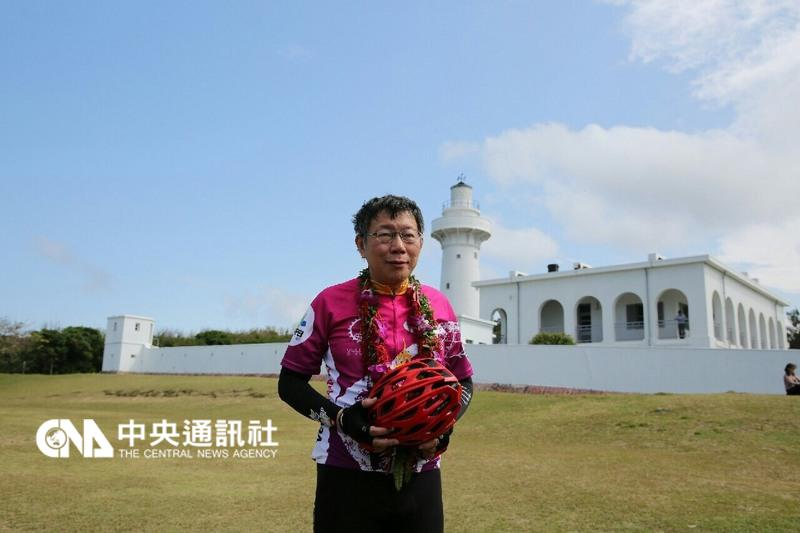 CNA 中央通訊社
THE CENTRAL NEWS AGENCY